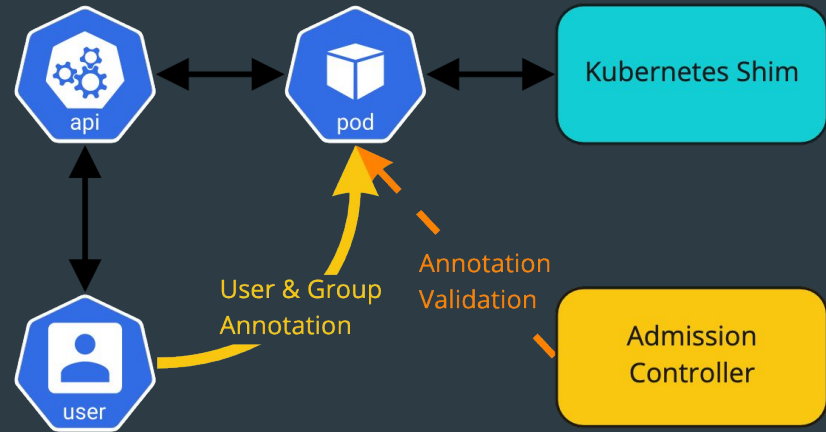 api
pod
Kubernetes Shim
User & Group
Annotation
Annotation
Validation
user
Admission
Controller